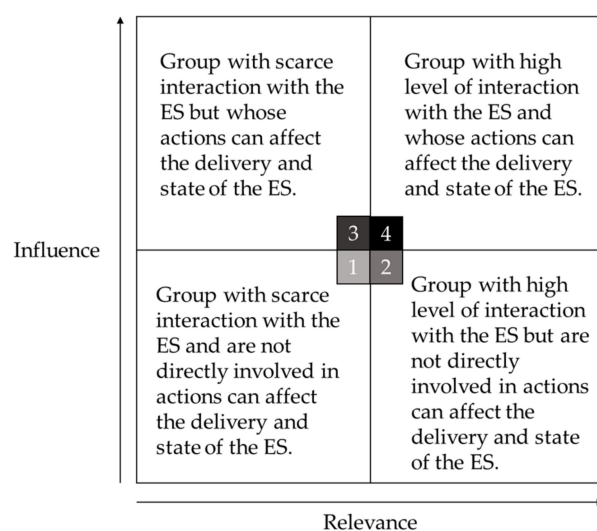 Group with scarce
interaction with the
ES but whose
actions can affect
the delivery and
state of the ES.
Group with high
level of interaction
with the ES and
whose actions can
affect the delivery
and state of the ES.
3 4
Influence
1 2
Group with scarce
interaction with the
ES and are not
directly involved in
actions can affect
the delivery and
state of the ES.
Group with high
level of interaction
with the ES but are
not directly
involved in actions
can affect the
delivery and state
of the ES.
Relevance